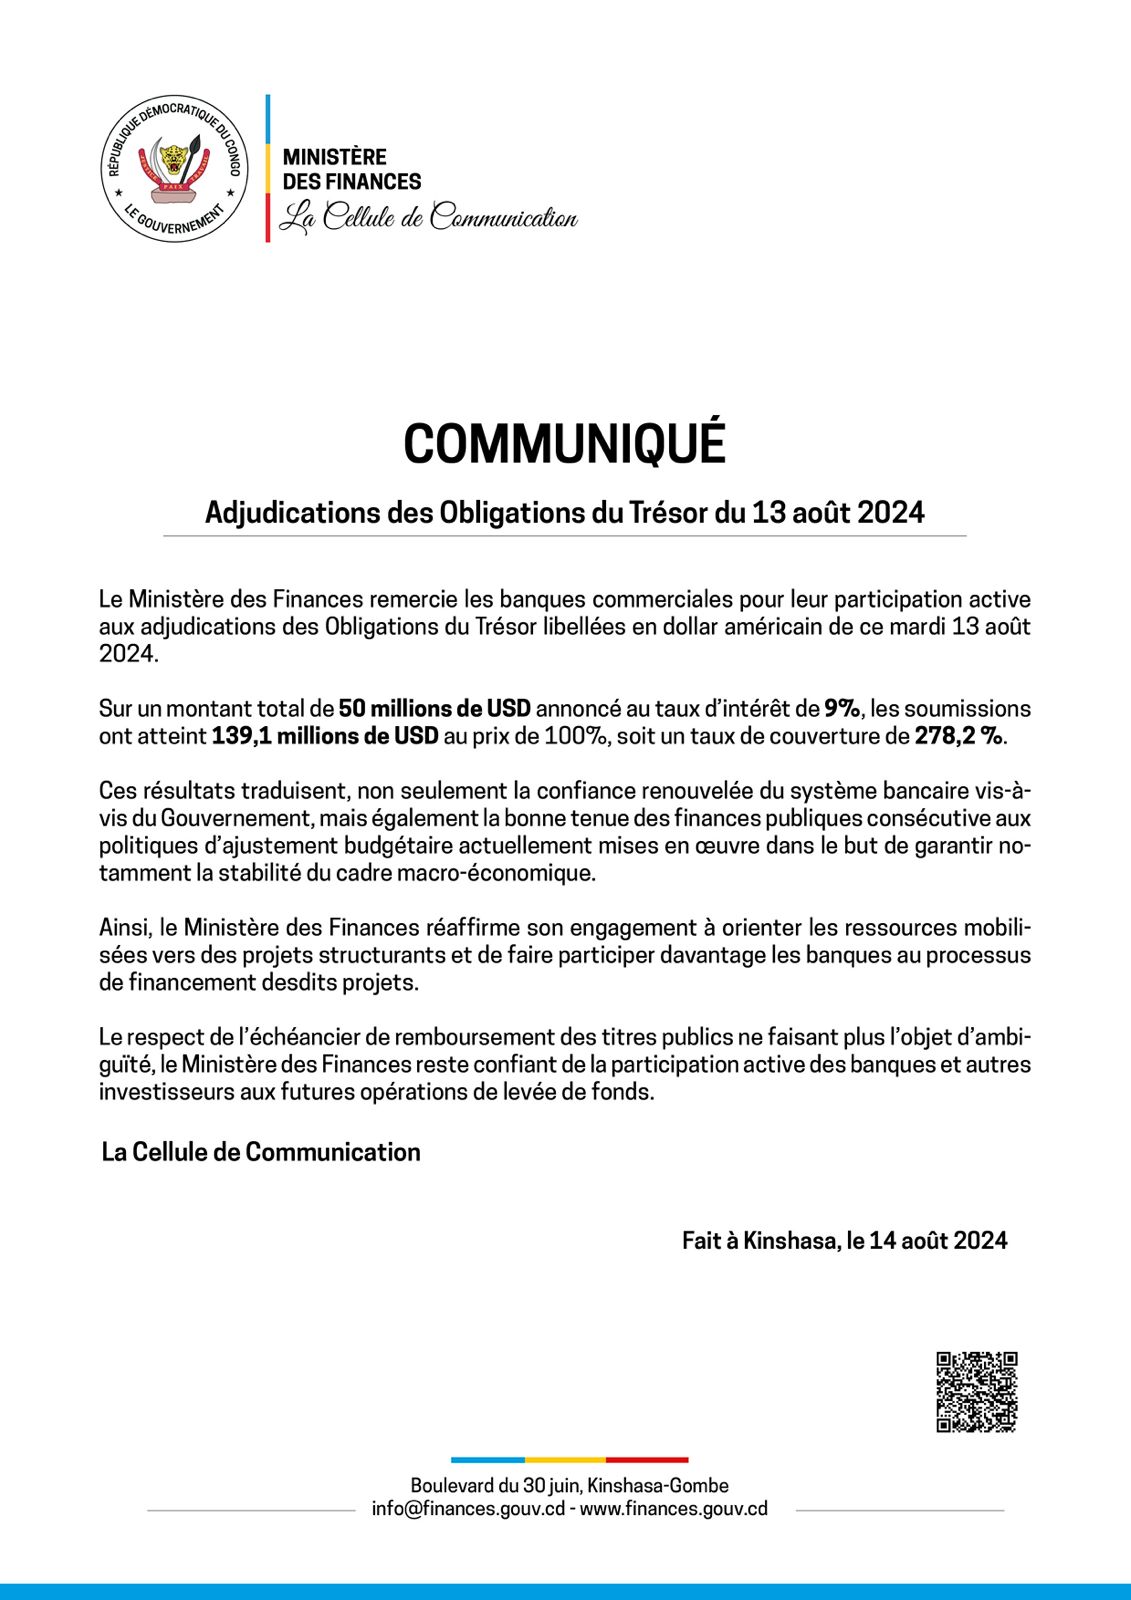 RÉPUBLIQUE DÉMOCRATIQUE DU CONGO
JUSTICE PAIX TRAVAIL
LE GOUVERNEMENT
MINISTÈRE
DES FINANCES
La Cellule de Communication
COMMUNIQUÉ
Adjudications des Obligations du Trésor du 13 août 2024
Le Ministère des Finances remercie les banques commerciales pour leur participation active
aux adjudications des Obligations du Trésor libellées en dollar américain de ce mardi 13 août
2024.
Sur un montant total de 50 millions de USD annoncé au taux d'intérêt de 9%, les soumissions
ont atteint 139,1 millions de USD au prix de 100%, soit un taux de couverture de 278,2 %.
Ces résultats traduisent, non seulement la confiance renouvelée du système bancaire vis-à-
vis du Gouvernement, mais également la bonne tenue des finances publiques consécutive aux
politiques d'ajustement budgétaire actuellement mises en œuvre dans le but de garantir no-
tamment la stabilité du cadre macro-économique.
Ainsi, le Ministère des Finances réaffirme son engagement à orienter les ressources mobili-
sées vers des projets structurants et de faire participer davantage les banques au processus
de financement desdits projets.
Le respect de l'échéancier de remboursement des titres publics ne faisant plus l'objet d'ambi-
guïté, le Ministère des Finances reste confiant de la participation active des banques et autres
investisseurs aux futures opérations de levée de fonds.
La Cellule de Communication
Fait à Kinshasa, le 14 août 2024
Boulevard du 30 juin, Kinshasa-Gombe
info@finances.gouv.cd - www.finances.gouv.cd